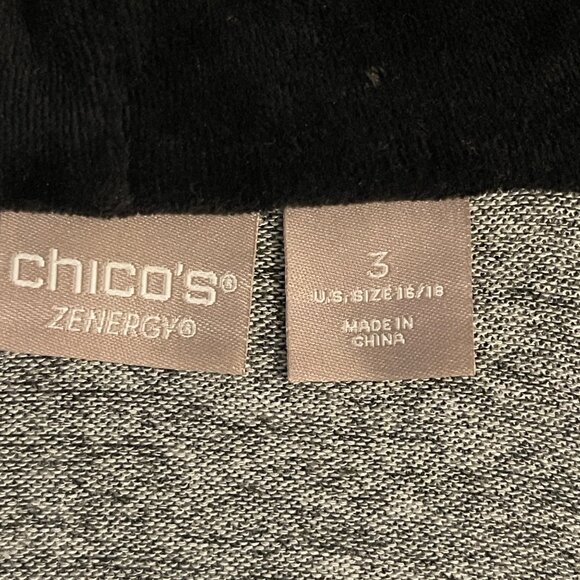 chico's®
ZENERGY®
3
U.S. SIZE 16/18
MADE IN
CHINA